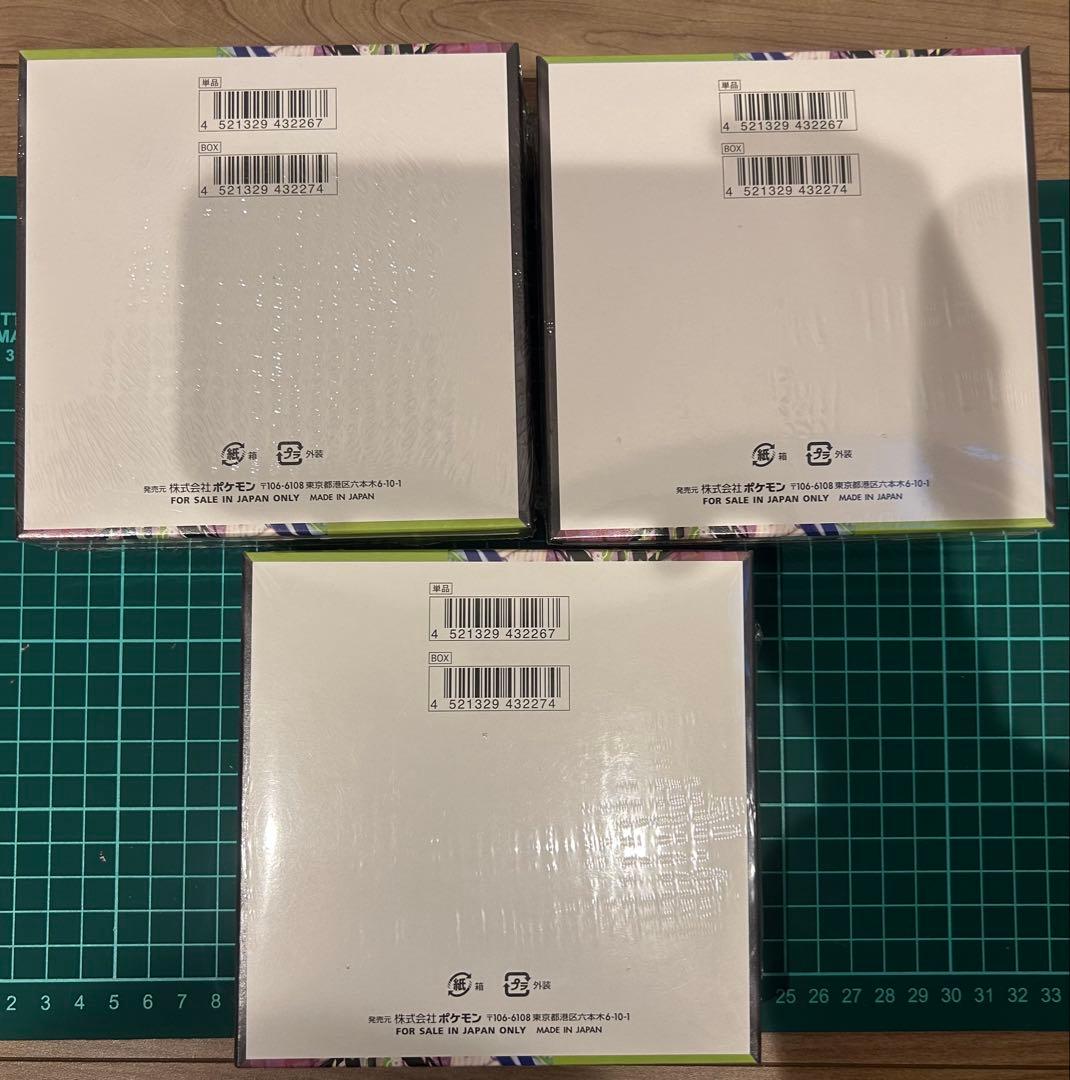 単品
4 521329 432267
BOX
4 521329 432274
紙 箱 プラ 外装
発売元 株式会社ポケモン 〒106-6108 東京都港区六本木6-10-1
FOR SALE IN JAPAN ONLY MADE IN JAPAN
単品
4 521329 432267
BOX
4 521329 432274
紙 箱 プラ 外装
発売元 株式会社ポケモン 〒106-6108 東京都港区六本木6-10-1
FOR SALE IN JAPAN ONLY MADE IN JAPAN
単品
4 521329 432267
BOX
4 521329 432274
紙 箱 プラ 外装
発売元 株式会社ポケモン 〒106-6108 東京都港区六本木6-10-1
FOR SALE IN JAPAN ONLY MADE IN JAPAN
3
2 3 4 5 6 7 8 25 26 27 28 29 30 31 32 33